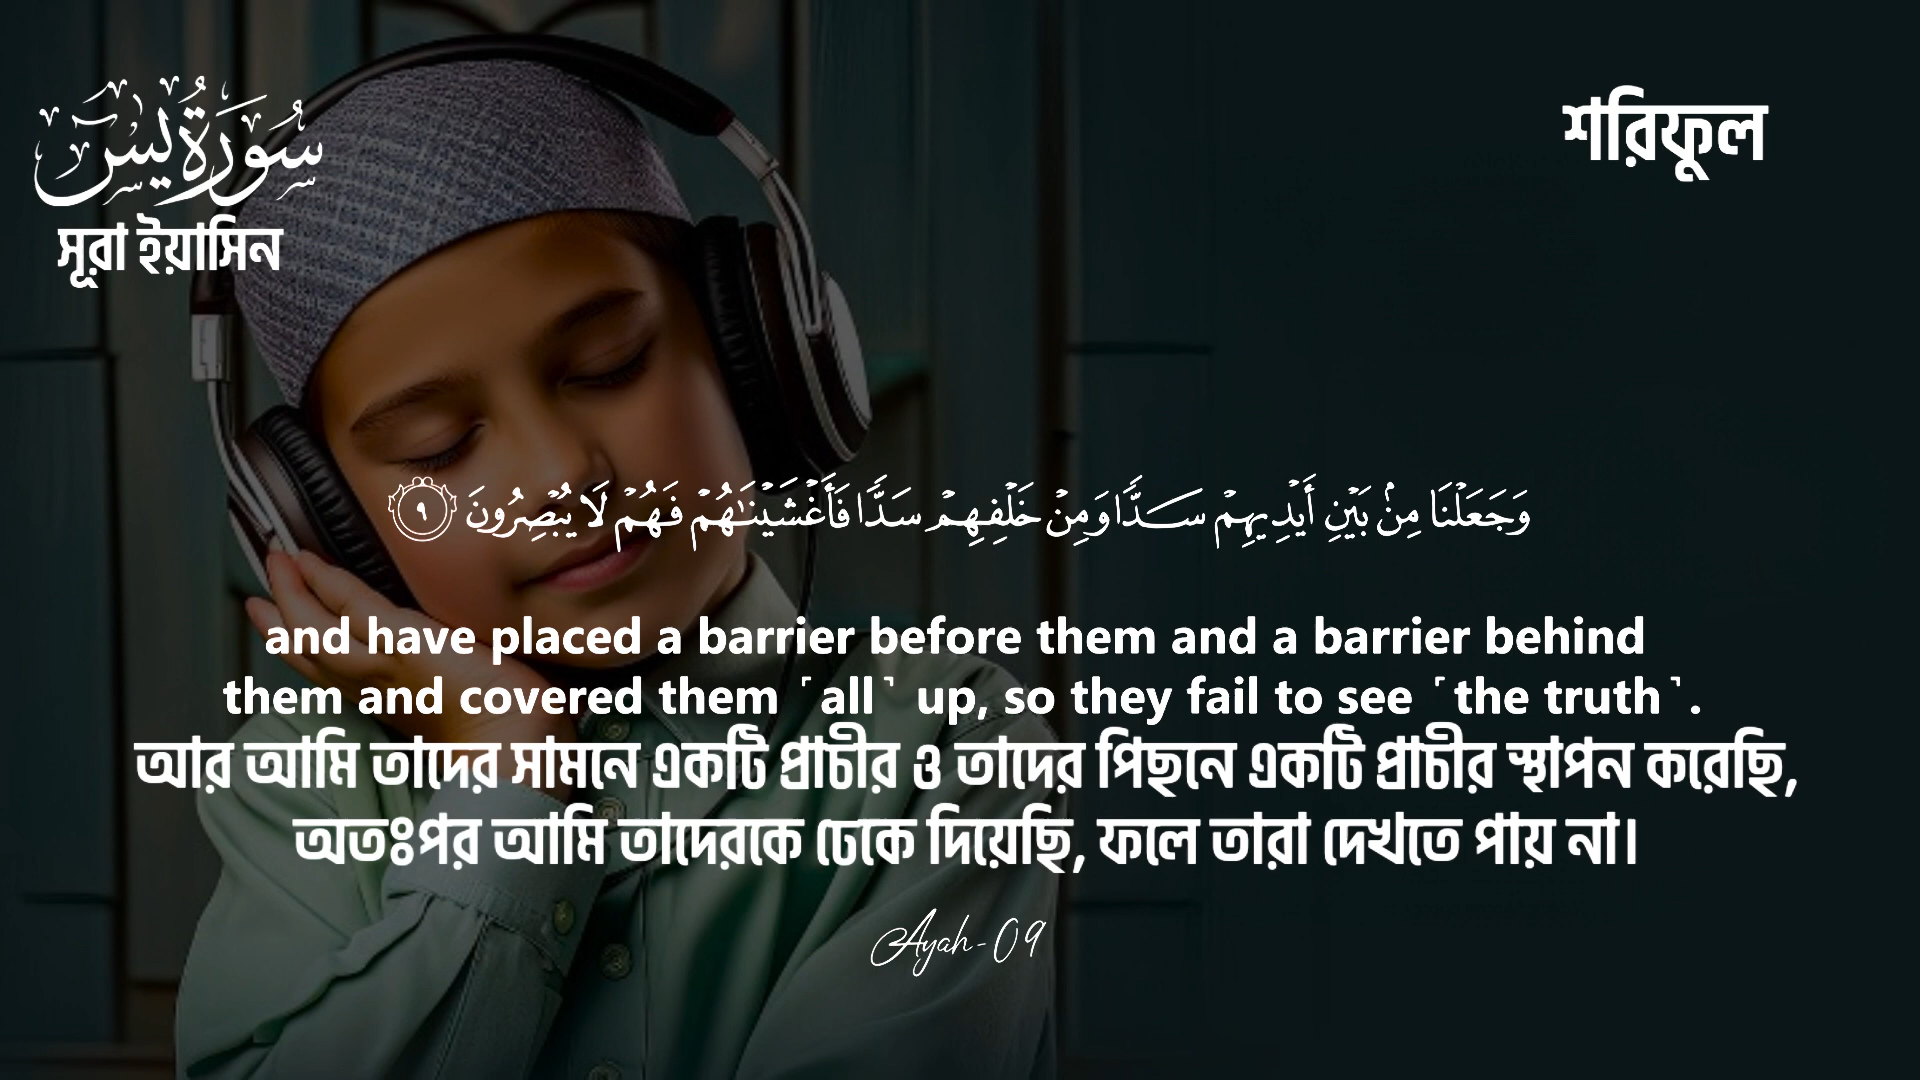 سُورَةُ يسٓ
সূরা ইয়াসিন
শরিফুল
وَجَعَلْنَا مِنۢ بَيْنِ أَيْدِيهِمْ سَدًّا وَمِنْ خَلْفِهِمْ سَدًّا فَأَغْشَيْنَٰهُمْ فَهُمْ لَا يُبْصِرُونَ ٩
and have placed a barrier before them and a barrier behind
them and covered them ˹all˺ up, so they fail to see ˹the truth˺.
আর আমি তাদের সামনে একটি প্রাচীর ও তাদের পিছনে একটি প্রাচীর স্থাপন করেছি,
অতঃপর আমি তাদেরকে ঢেকে দিয়েছি, ফলে তারা দেখতে পায় না।
Ayah-09